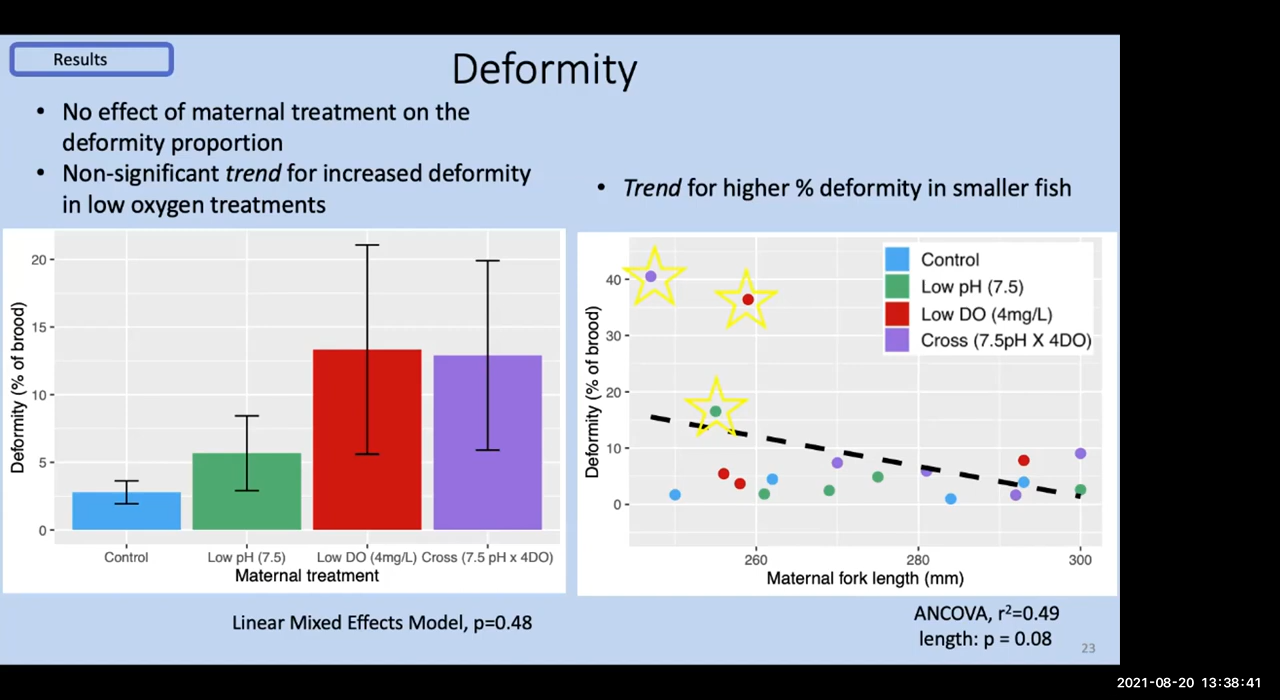 Results
Deformity
• No effect of maternal treatment on the
deformity proportion
• Non-significant trend for increased deformity
in low oxygen treatments
• Trend for higher % deformity in smaller fish
Deformity (% of brood)
20
15
10
5
0
Control
Low pH (7.5)
Low DO (4mg/L)
Cross (7.5 pH x 4DO)
Maternal treatment
Linear Mixed Effects Model, p=0.48
Deformity (% of brood)
40
30
20
10
0
260
280
300
Maternal fork length (mm)
Control
Low pH (7.5)
Low DO (4mg/L)
Cross (7.5pH X 4DO)
ANCOVA, r²=0.49
length: p = 0.08
23
2021-08-20 13:38:41